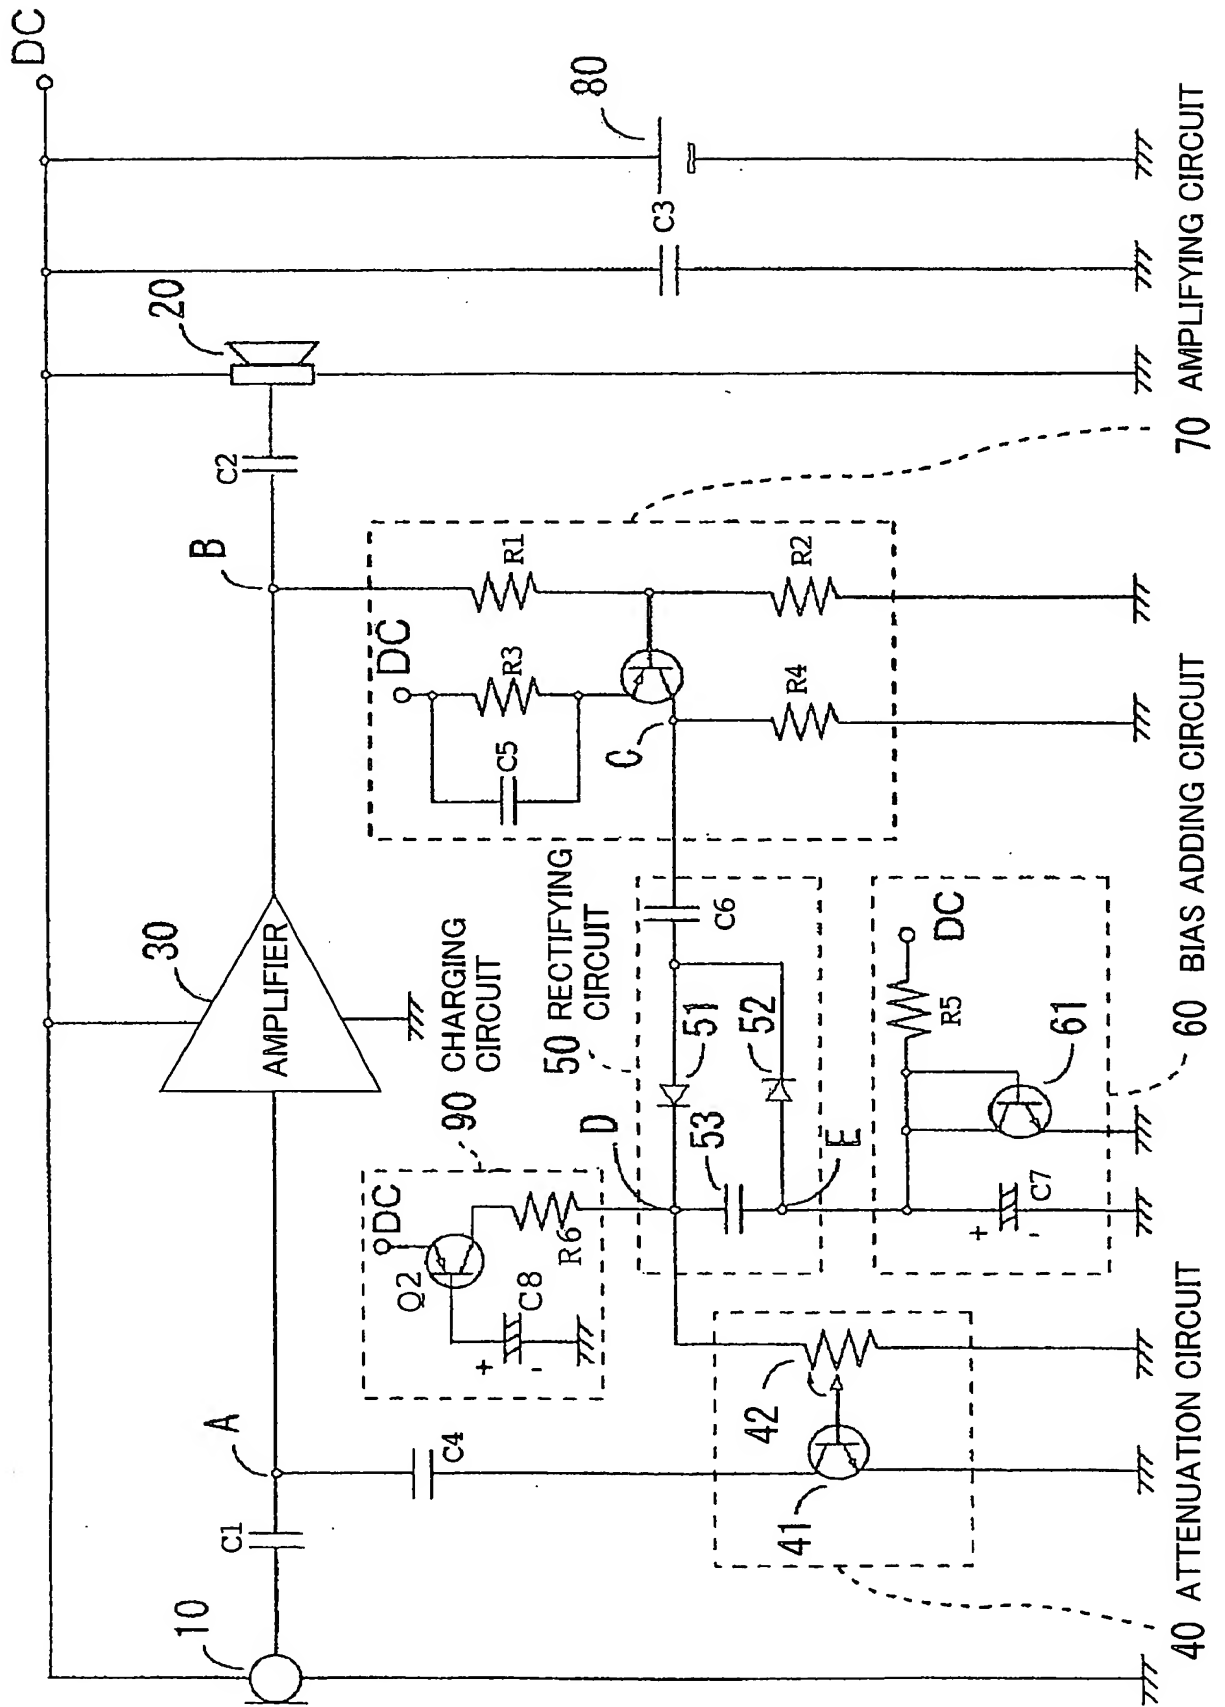 DC
80
C3
20
C2
B
30
AMPLIFIER
A
C1
10
90 CHARGING
CIRCUIT
DC
Q2
C8
+
-
R6
C4
50 RECTIFYING
CIRCUIT
D
51
52
53
E
C6
DC
R1
R3
C5
C
R2
R4
42
41
DC
R5
61
C7
+
-
40 ATTENUATION CIRCUIT
60 BIAS ADDING CIRCUIT
70 AMPLIFYING CIRCUIT